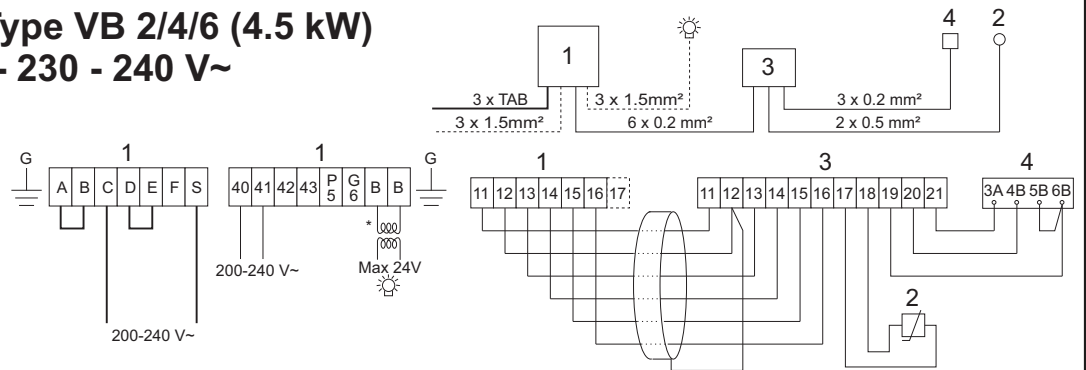 Type VB 2/4/6 (4.5 kW)
- 230 - 240 V~
1
3
4 2
3 x TAB
3 x 1.5mm²
3 x 1.5mm²
6 x 0.2 mm²
3 x 0.2 mm²
2 x 0.5 mm²
G 1
A B C D E F S
200-240 V~
1 G
40 41 42 43 P5 G6 B B
200-240 V~
*
Max 24V
1
11 12 13 14 15 16 17
3
11 12 13 14 15 16 17 18 19 20 21
4
3A 4B 5B 6B
2